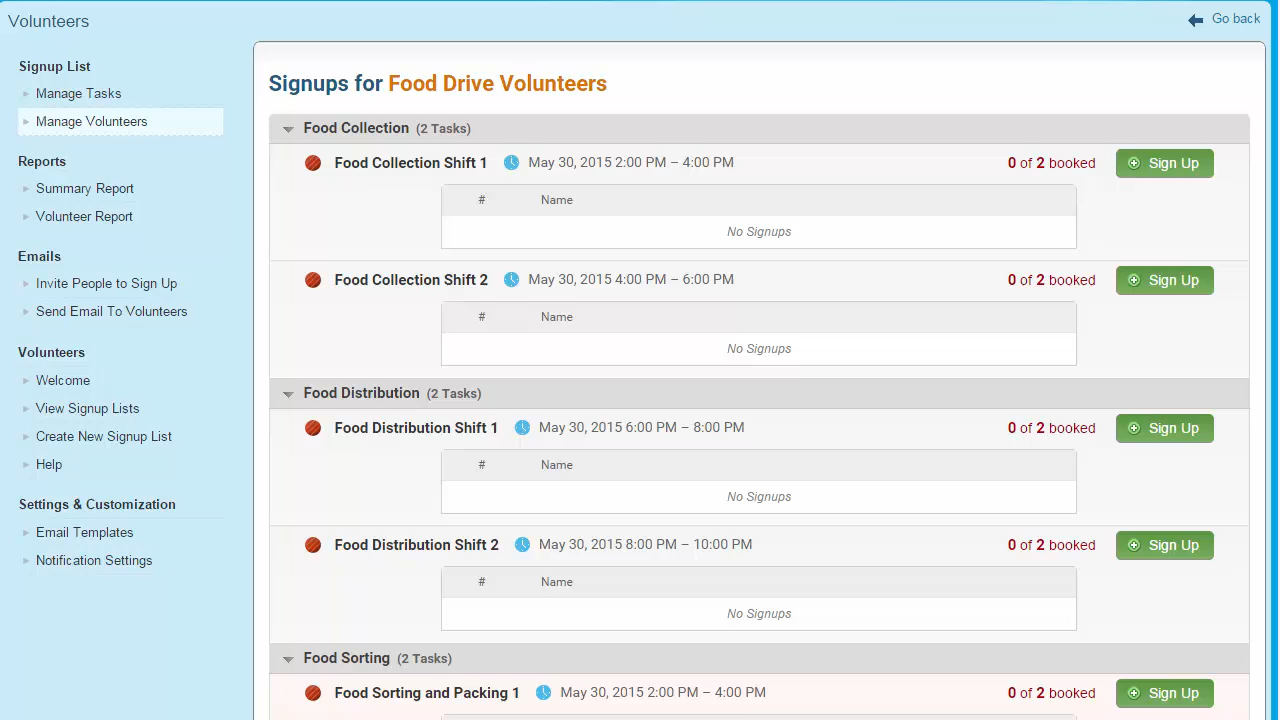 Volunteers
Go back
Signup List
Manage Tasks
Manage Volunteers
Reports
Summary Report
Volunteer Report
Emails
Invite People to Sign Up
Send Email To Volunteers
Volunteers
Welcome
View Signup Lists
Create New Signup List
Help
Settings & Customization
Email Templates
Notification Settings
Signups for Food Drive Volunteers
Food Collection (2 Tasks)
Food Collection Shift 1 May 30, 2015 2:00 PM – 4:00 PM 0 of 2 booked Sign Up
# Name
No Signups
Food Collection Shift 2 May 30, 2015 4:00 PM – 6:00 PM 0 of 2 booked Sign Up
# Name
No Signups
Food Distribution (2 Tasks)
Food Distribution Shift 1 May 30, 2015 6:00 PM – 8:00 PM 0 of 2 booked Sign Up
# Name
No Signups
Food Distribution Shift 2 May 30, 2015 8:00 PM – 10:00 PM 0 of 2 booked Sign Up
# Name
No Signups
Food Sorting (2 Tasks)
Food Sorting and Packing 1 May 30, 2015 2:00 PM – 4:00 PM 0 of 2 booked Sign Up